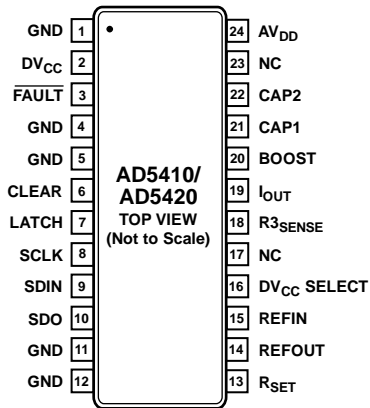 GND 1
DVCC 2
FAULT 3
GND 4
GND 5
CLEAR 6
LATCH 7
SCLK 8
SDIN 9
SDO 10
GND 11
GND 12
AD5410/
AD5420
TOP VIEW
(Not to Scale)
24 AVDD
23 NC
22 CAP2
21 CAP1
20 BOOST
19 IOUT
18 R3SENSE
17 NC
16 DVCC SELECT
15 REFIN
14 REFOUT
13 RSET